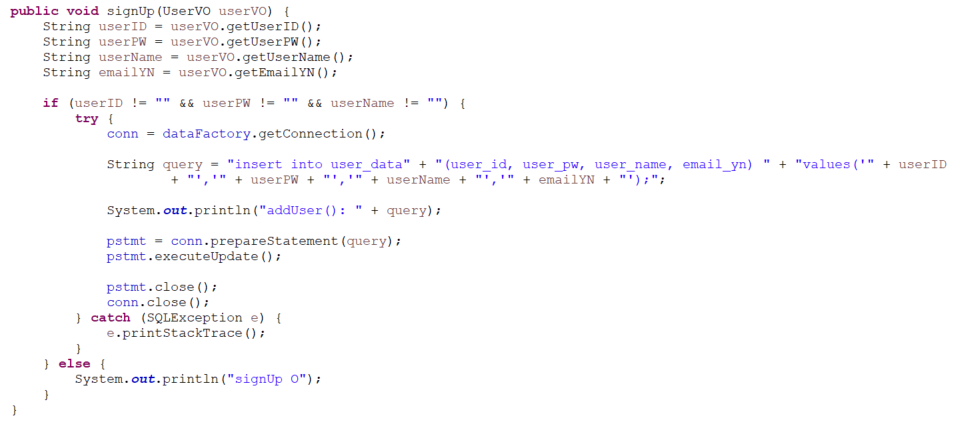 public void signUp(UserVO userVO) {
    String userID = userVO.getUserID();
    String userPW = userVO.getUserPW();
    String userName = userVO.getUserName();
    String emailYN = userVO.getEmailYN();

    if (userID != "" && userPW != "" && userName != "") {
        try {
            conn = dataFactory.getConnection();

            String query = "insert into user_data" + "(user_id, user_pw, user_name, email_yn) " + "values('" + userID
                    + "','" + userPW + "','" + userName + "','" + emailYN + "');";

            System.out.println("addUser(): " + query);

            pstmt = conn.prepareStatement(query);
            pstmt.executeUpdate();

            pstmt.close();
            conn.close();
        } catch (SQLException e) {
            e.printStackTrace();
        }
    } else {
        System.out.println("signUp O");
    }
}